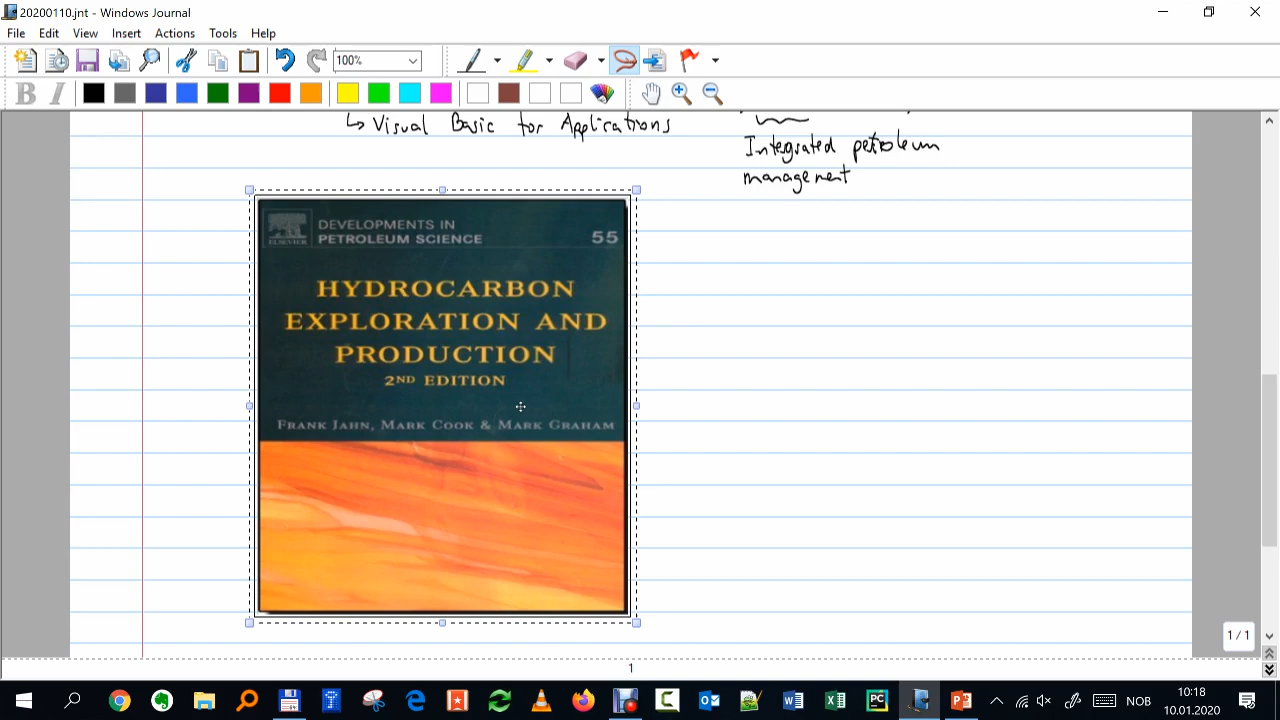 20200110.jnt - Windows Journal
File Edit View Insert Actions Tools Help
100%
B I
↳ Visual Basic for Applications
Integrated petroleum
management
ELSEVIER
DEVELOPMENTS IN
PETROLEUM SCIENCE 55
HYDROCARBON
EXPLORATION AND
PRODUCTION
2ND EDITION
FRANK JAHN, MARK COOK & MARK GRAHAM
1 / 1
1
NOB
10:18
10.01.2020